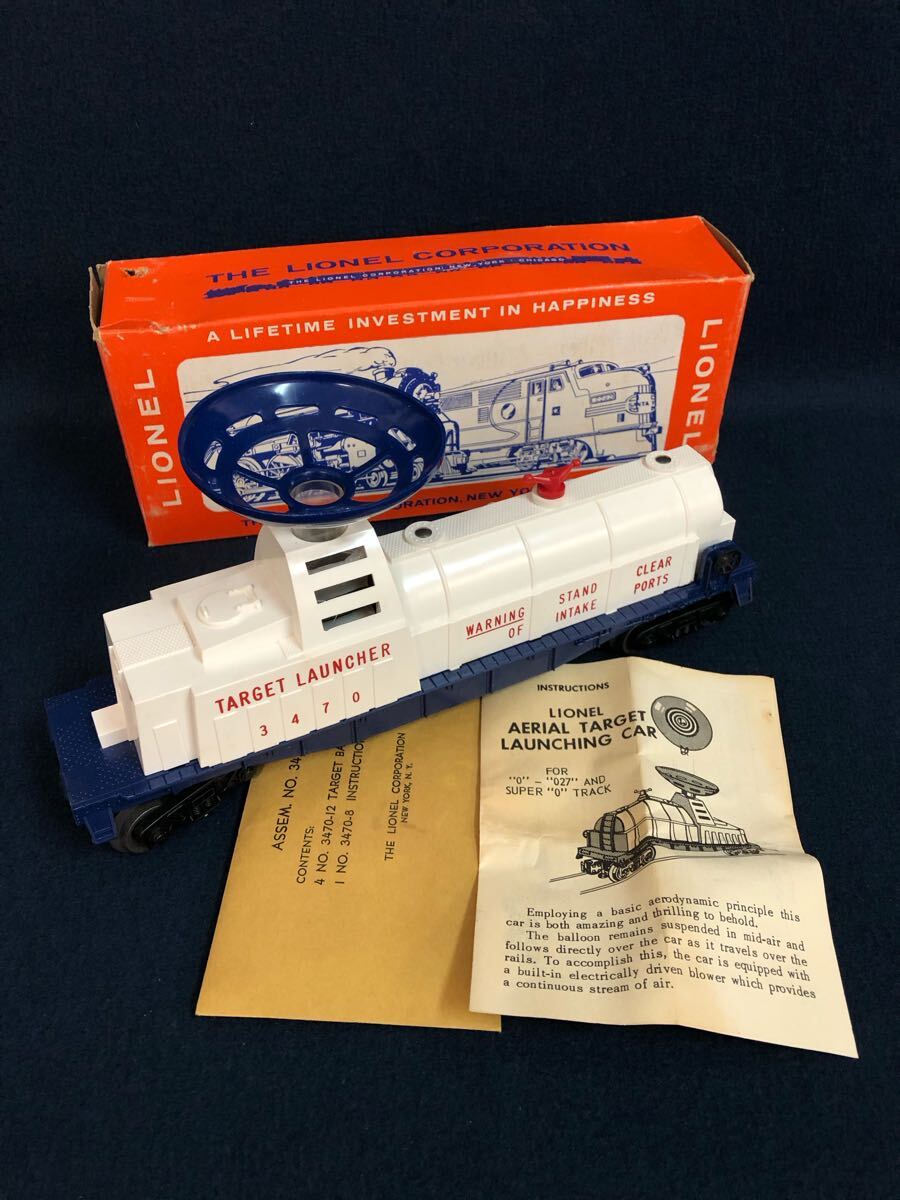 THE LIONEL CORPORATION
THE LIONEL CORPORATION, NEW YORK · CHICAGO
A LIFETIME INVESTMENT IN HAPPINESS
LIONEL
LIONEL
CORPORATION, NEW
TARGET LAUNCHER
3470
WARNING STAND CLEAR
OF INTAKE PORTS
ASSEM. NO.
CONTENTS:
4 NO. 3470-12 TARGET
1 NO. 3470-8
THE LIONEL CORPORATION
NEW YORK, N. Y.
INSTRUCTIONS
LIONEL
AERIAL TARGET
LAUNCHING CAR
FOR
"O" – "027" AND
SUPER "O" TRACK
Employing a basic aerodynamic principle this
car is both amazing and thrilling to behold.
The balloon remains suspended in mid-air and
follows directly over the car as it travels over the
rails. To accomplish this, the car is equipped with
a built-in electrically driven blower which provides
a continuous stream of air.